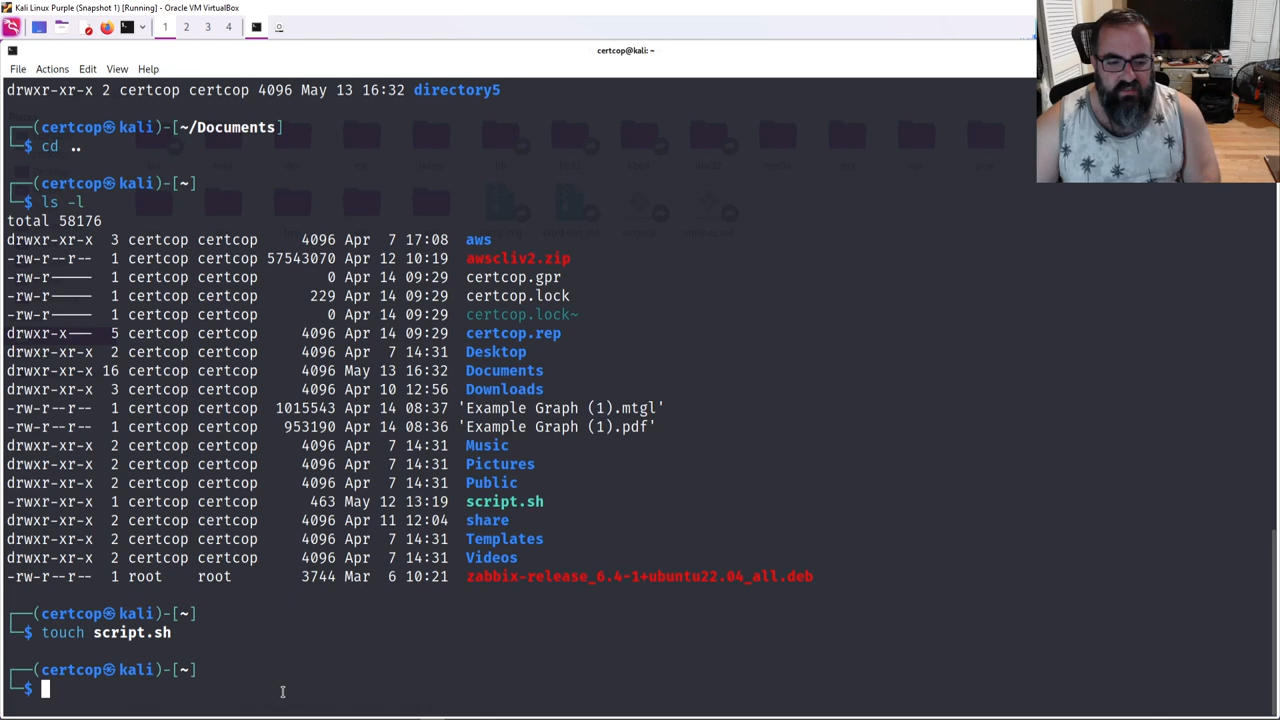 Kali Linux Purple (Snapshot 1) [Running] - Oracle VM VirtualBox
1 2 3 4
certcop@kali: ~
File Actions Edit View Help
drwxr-xr-x 2 certcop certcop 4096 May 13 16:32 directory5
┌──(certcop㉿kali)-[~/Documents]
└─$ cd ..
┌──(certcop㉿kali)-[~]
└─$ ls -l
total 58176
drwxr-xr-x 3 certcop certcop 4096 Apr 7 17:08 aws
-rw-r--r-- 1 certcop certcop 57543070 Apr 12 10:19 awscliv2.zip
-rw-r----- 1 certcop certcop 0 Apr 14 09:29 certcop.gpr
-rw-r----- 1 certcop certcop 229 Apr 14 09:29 certcop.lock
-rw-r----- 1 certcop certcop 0 Apr 14 09:29 certcop.lock~
drwxr-x--- 5 certcop certcop 4096 Apr 14 09:29 certcop.rep
drwxr-xr-x 2 certcop certcop 4096 Apr 7 14:31 Desktop
drwxr-xr-x 16 certcop certcop 4096 May 13 16:32 Documents
drwxr-xr-x 3 certcop certcop 4096 Apr 10 12:56 Downloads
-rw-r--r-- 1 certcop certcop 1015543 Apr 14 08:37 'Example Graph (1).mtgl'
-rw-r--r-- 1 certcop certcop 953190 Apr 14 08:36 'Example Graph (1).pdf'
drwxr-xr-x 2 certcop certcop 4096 Apr 7 14:31 Music
drwxr-xr-x 2 certcop certcop 4096 Apr 7 14:31 Pictures
drwxr-xr-x 2 certcop certcop 4096 Apr 7 14:31 Public
-rwxr-xr-x 1 certcop certcop 463 May 12 13:19 script.sh
drwxr-xr-x 2 certcop certcop 4096 Apr 11 12:04 share
drwxr-xr-x 2 certcop certcop 4096 Apr 7 14:31 Templates
drwxr-xr-x 2 certcop certcop 4096 Apr 7 14:31 Videos
-rw-r--r-- 1 root root 3744 Mar 6 10:21 zabbix-release_6.4-1+ubuntu22.04_all.deb
┌──(certcop㉿kali)-[~]
└─$ touch script.sh
┌──(certcop㉿kali)-[~]
└─$